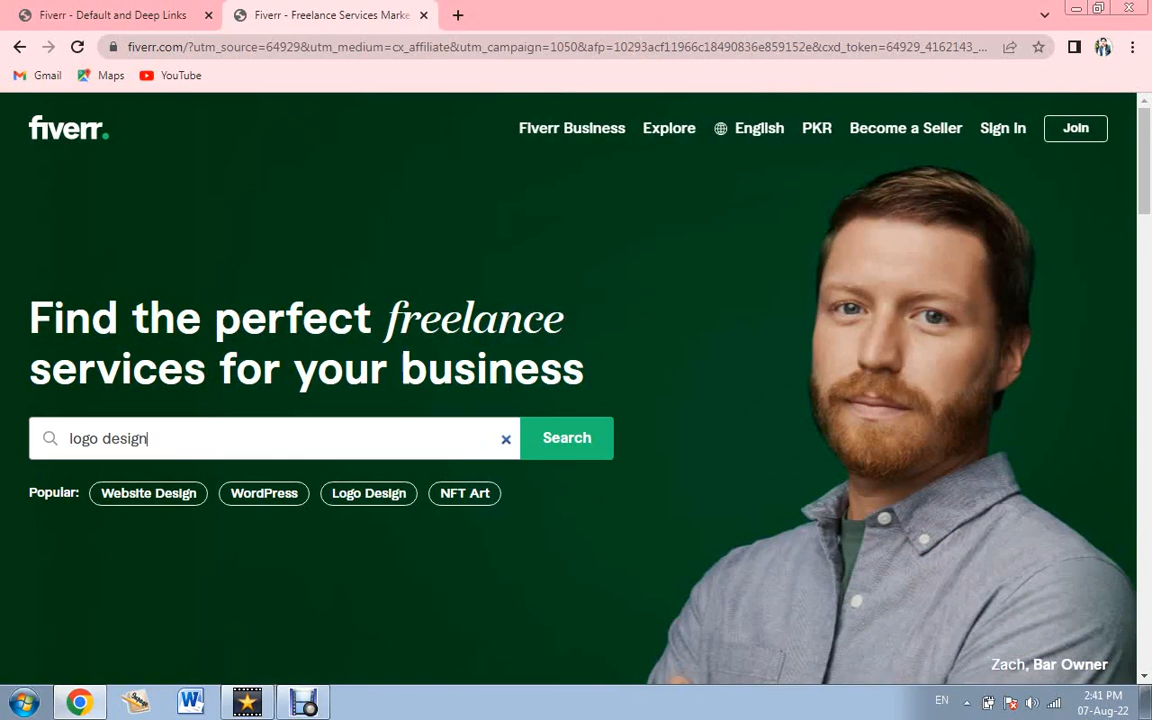 Fiverr - Default and Deep Links
Fiverr - Freelance Services Marke
fiverr.com/?utm_source=64929&utm_medium=cx_affiliate&utm_campaign=1050&afp=10293acf11966c18490836e859152e&cxd_token=64929_4162143_...
Gmail Maps YouTube
fiverr.
Fiverr Business Explore English PKR Become a Seller Sign In Join
Find the perfect freelance
services for your business
logo design
Search
Popular: Website Design WordPress Logo Design NFT Art
Zach, Bar Owner
EN
2:41 PM
07-Aug-22